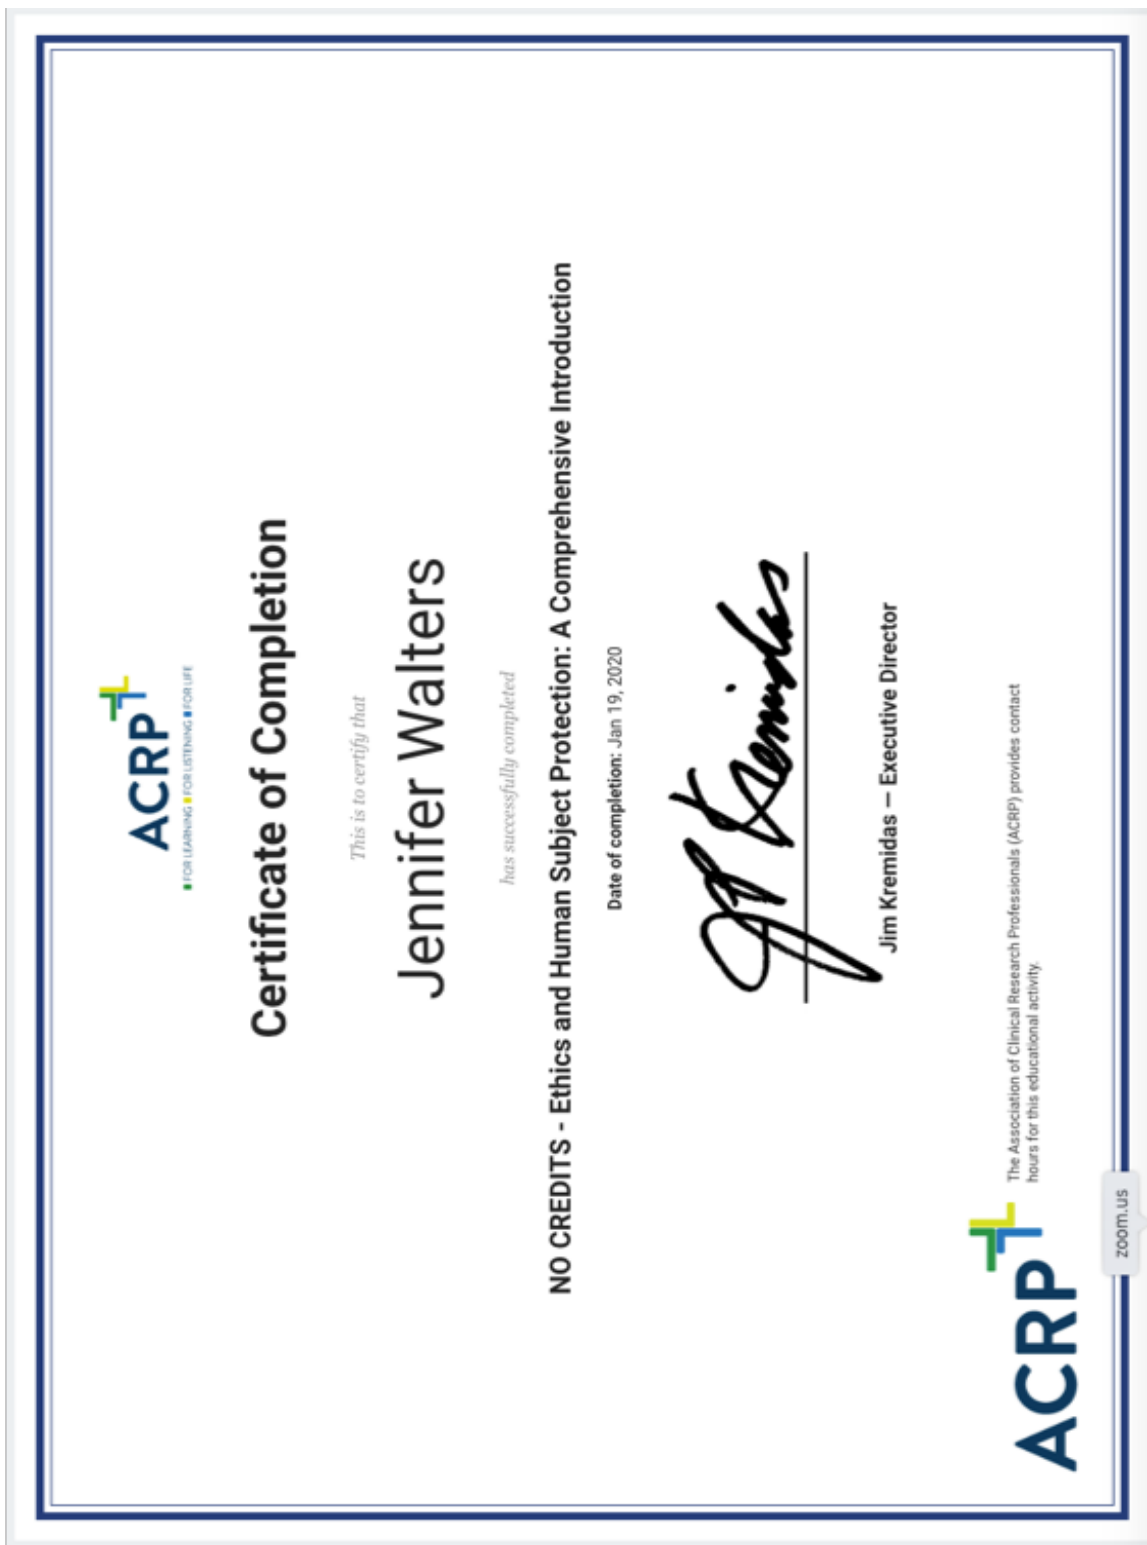 ACRP
FOR LEARNING FOR LISTENING FOR LIFE
Certificate of Completion
This is to certify that
Jennifer Walters
has successfully completed
NO CREDITS - Ethics and Human Subject Protection: A Comprehensive Introduction
Date of completion: Jan 19, 2020
Jim Kremidas
Jim Kremidas — Executive Director
ACRP
The Association of Clinical Research Professionals (ACRP) provides contact
hours for this educational activity.
zoom.us